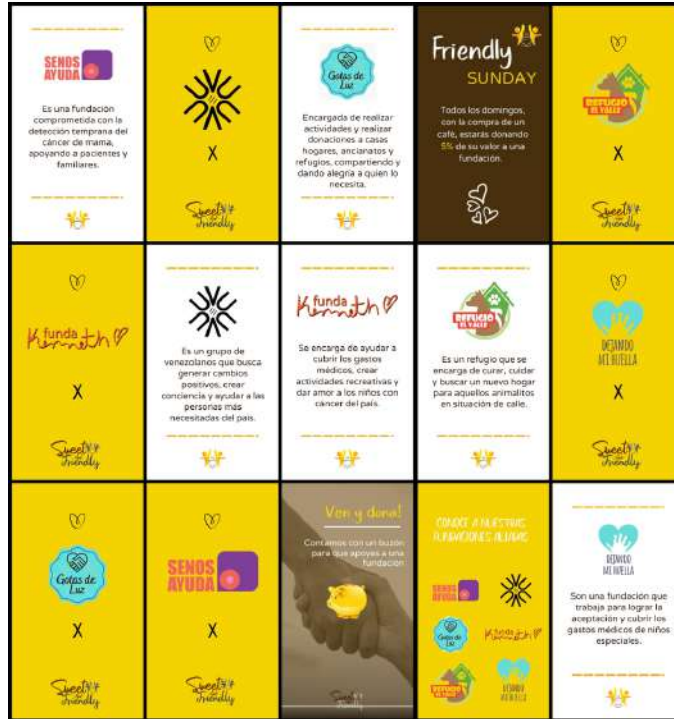 SENOS
AYUDA
Es una fundación
comprometida con la
detección temprana del
cáncer de mama,
apoyando a pacientes y
familiares.
X
Sweet
Friendly
Gotas de
Luz
Encargada de realizar
actividades y realizar
donaciones a casas
hogares, ancianatos y
refugios, compartiendo y
dando alegría a quien lo
necesita.
Friendly
SUNDAY
Todos los domingos,
con la compra de un
café, estarás donando
5% de su valor a una
fundación.
REFUGIO
EL VALLE
X
Sweet
Friendly
funda
Kenneth
X
Sweet
Friendly
Es un grupo de
venezolanos que busca
generar cambios
positivos, crear
conciencia y ayudar a las
personas más
necesitadas del país.
funda
Kenneth
Se encarga de ayudar a
cubrir los gastos
médicos, crear
actividades recreativas y
dar amor a los niños con
cáncer del país.
REFUGIO
EL VALLE
Es un refugio que se
encarga de curar, cuidar
y buscar un nuevo hogar
para aquellos animalitos
en situación de calle.
DEJANDO
MI HUELLA
X
Sweet
Friendly
Gotas de
Luz
X
Sweet
Friendly
SENOS
AYUDA
X
Sweet
Friendly
Ven y dona!
Contamos con un buzón
para que apoyes a una
fundación
Sweet
Friendly
CONOCE A NUESTRAS
FUNDACIONES ALIADAS
SENOS
AYUDA
Gotas de
Luz
funda
Kenneth
REFUGIO
EL VALLE
DEJANDO
MI HUELLA
DEJANDO
MI HUELLA
Son una fundación que
trabaja para lograr la
aceptación y cubrir los
gastos médicos de niños
especiales.